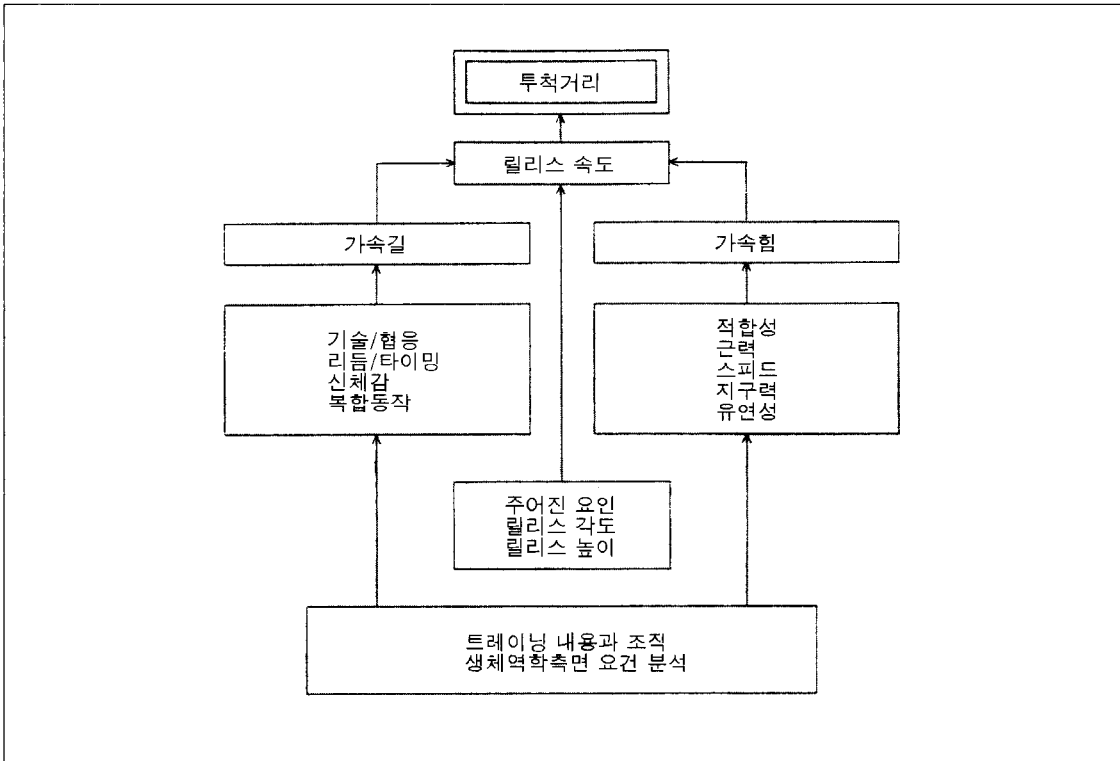 투척거리
릴리스 속도
가속길
가속힘
기술/협응
리듬/타이밍
신체감
복합동작
적합성
근력
스피드
지구력
유연성
주어진 요인
릴리스 각도
릴리스 높이
트레이닝 내용과 조직
생체역학측면 요건 분석